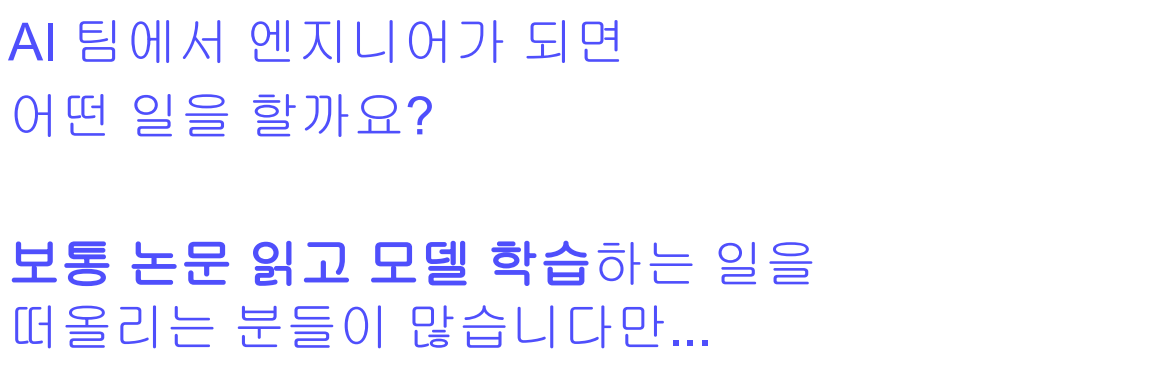 AI 팀에서 엔지니어가 되면
어떤 일을 할까요?
보통 논문 읽고 모델 학습하는 일을
떠올리는 분들이 많습니다만...